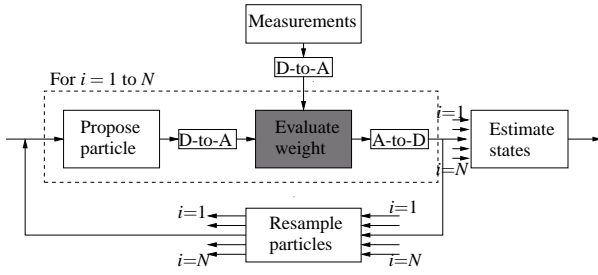 Measurements
D-to-A
For i = 1 to N
Propose
particle
D-to-A
Evaluate
weight
A-to-D
i=1
i=N
Estimate
states
i=1
i=N
Resample
particles
i=1
i=N